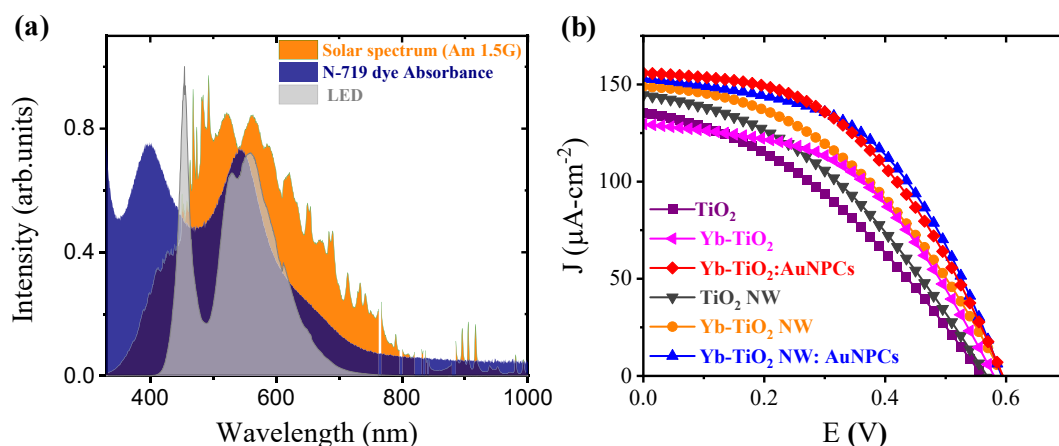 (a)
Solar spectrum (Am 1.5G)
N-719 dye Absorbance
LED
Intensity (arb.units)
0.8
0.4
0.0
400 600 800 1000
Wavelength (nm)
(b)
J (µA-cm⁻²)
150
100
50
0
TiO₂
Yb-TiO₂
Yb-TiO₂:AuNPCs
TiO₂ NW
Yb-TiO₂ NW
Yb-TiO₂ NW: AuNPCs
0.0 0.2 0.4 0.6
E (V)